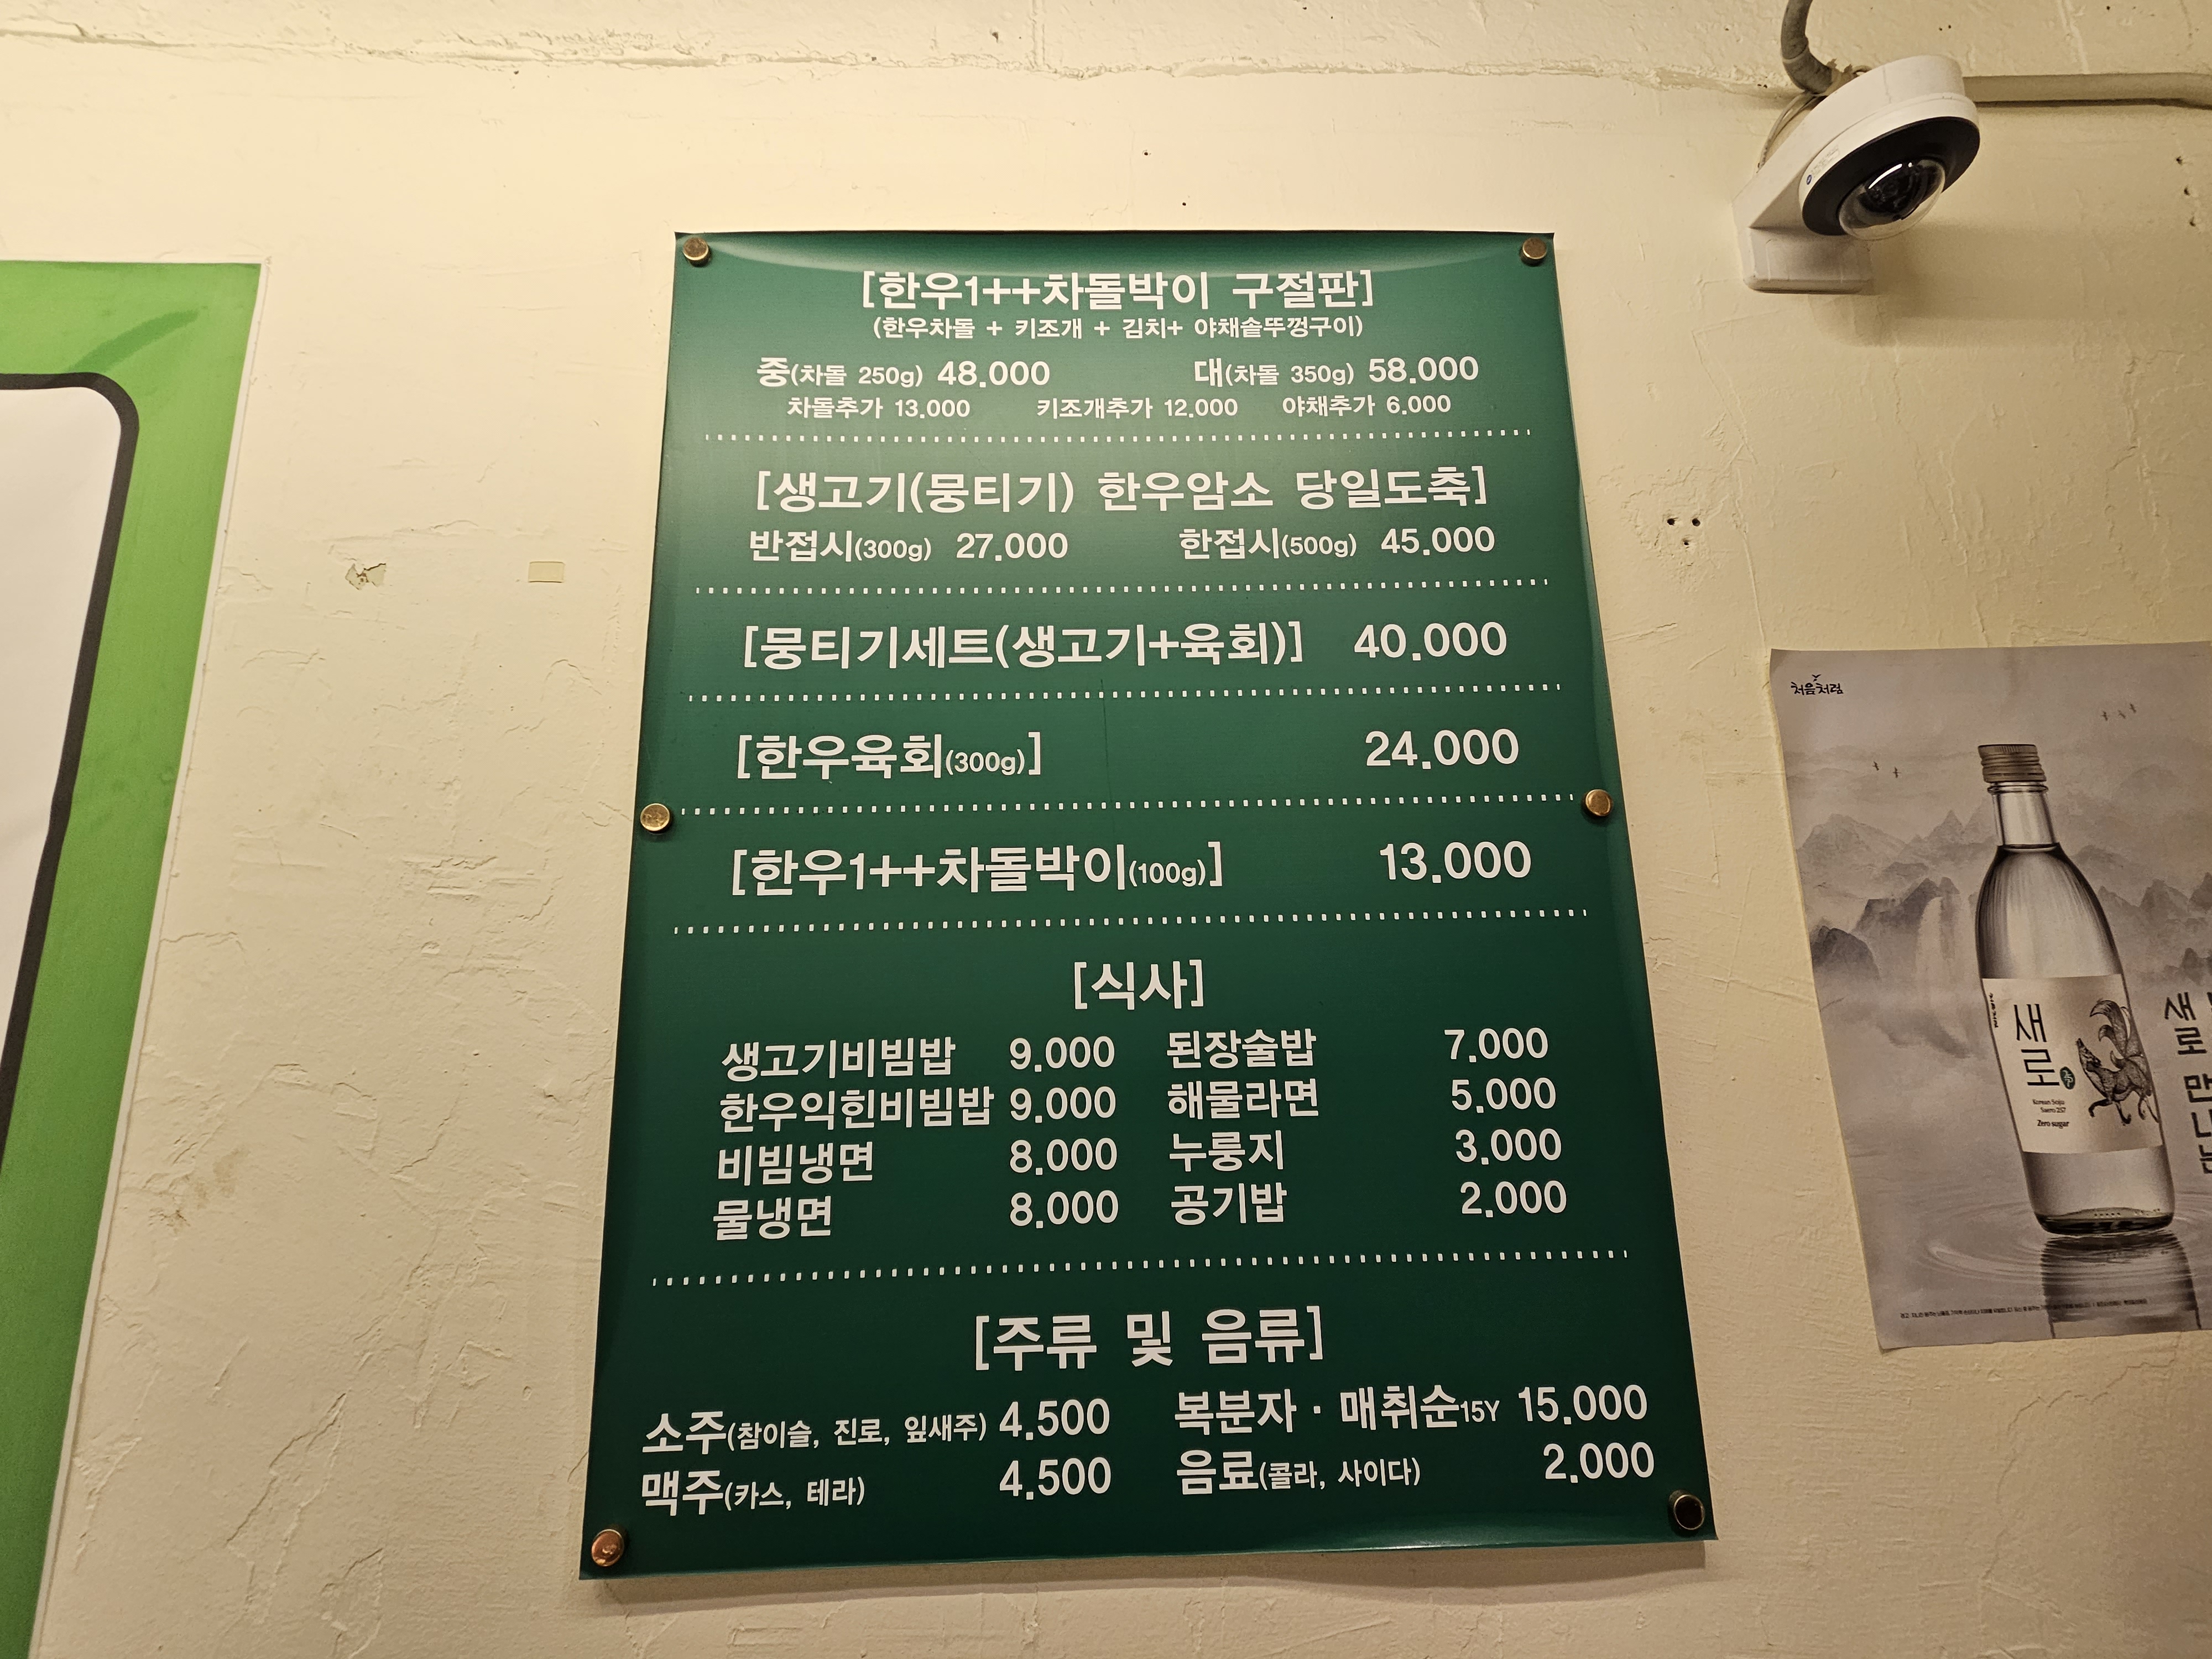 [한우1++차돌박이 구절판]
(한우차돌 + 키조개 + 김치+ 야채솥뚜껑구이)
중(차돌 250g) 48.000 대(차돌 350g) 58.000
차돌추가 13.000 키조개추가 12.000 야채추가 6.000
[생고기(뭉티기) 한우암소 당일도축]
반접시(300g) 27.000 한접시(500g) 45.000
[뭉티기세트(생고기+육회)] 40.000
[한우육회(300g)] 24.000
[한우1++차돌박이(100g)] 13.000
[식사]
생고기비빔밥 9.000 된장술밥 7.000
한우익힌비빔밥 9.000 해물라면 5.000
비빔냉면 8.000 누룽지 3.000
물냉면 8.000 공기밥 2.000
[주류 및 음류]
소주(참이슬, 진로, 잎새주) 4.500 복분자 · 매취순15Y 15.000
맥주(카스, 테라) 4.500 음료(콜라, 사이다) 2.000
처음처럼
새로
Korean Soju
Saero 257
Zero sugar
새로
만나는